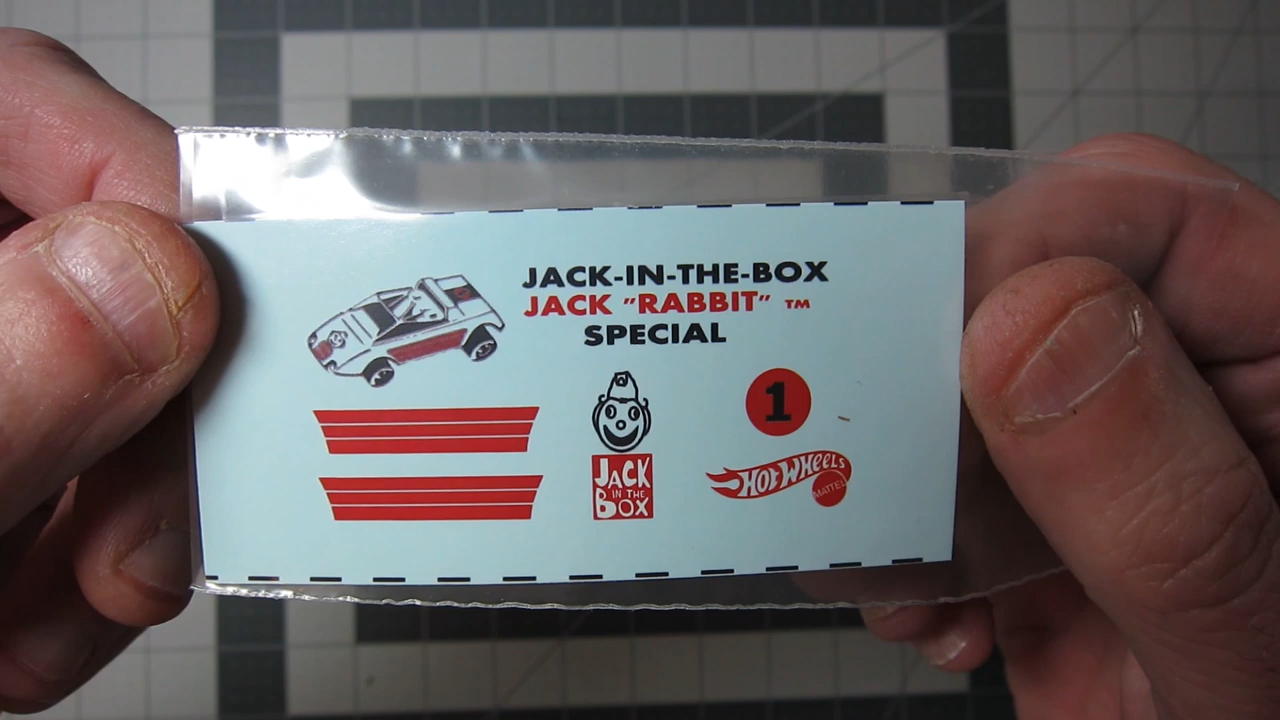 JACK-IN-THE-BOX
JACK "RABBIT" TM
SPECIAL
1
JACK
IN THE
BOX
HOT WHEELS
MATTEL